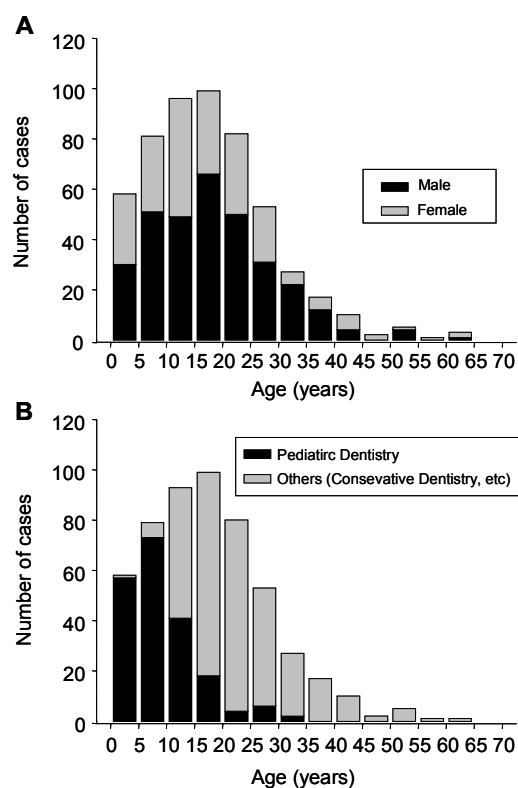 A
120
100
80
60
40
20
0
Number of cases
Male
Female
0 5 10 15 20 25 30 35 40 45 50 55 60 65 70
Age (years)
B
120
100
80
60
40
20
0
Number of cases
Pediatirc Dentistry
Others (Consevative Dentistry, etc)
0 5 10 15 20 25 30 35 40 45 50 55 60 65 70
Age (years)